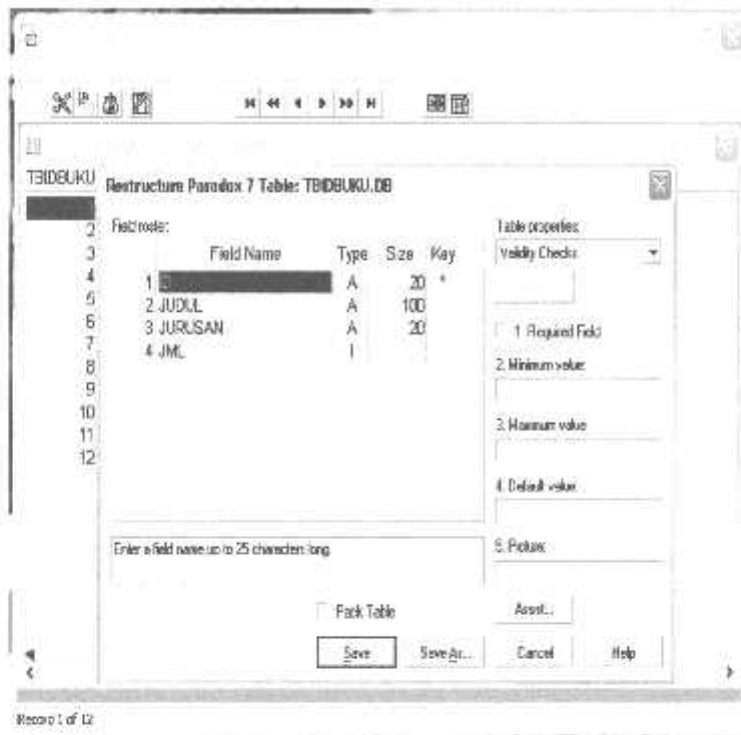 TBIDBUKU
Restructure Paradox 7 Table: TBIDBUKU.DB
Field roster:
Table properties:
Field Name Type Size Key
Validity Checks
1 A 20 *
2 JUDUL A 100
3 JURUSAN A 20
4 JML I
1. Required Field
2. Minimum value:
3. Maximum value
4. Default value:
5. Picture:
2
3
4
5
6
7
8
9
10
11
12
Enter a field name up to 25 characters long.
Pack Table
Assist...
Save
Save As...
Cancel
Help
Record 1 of 12